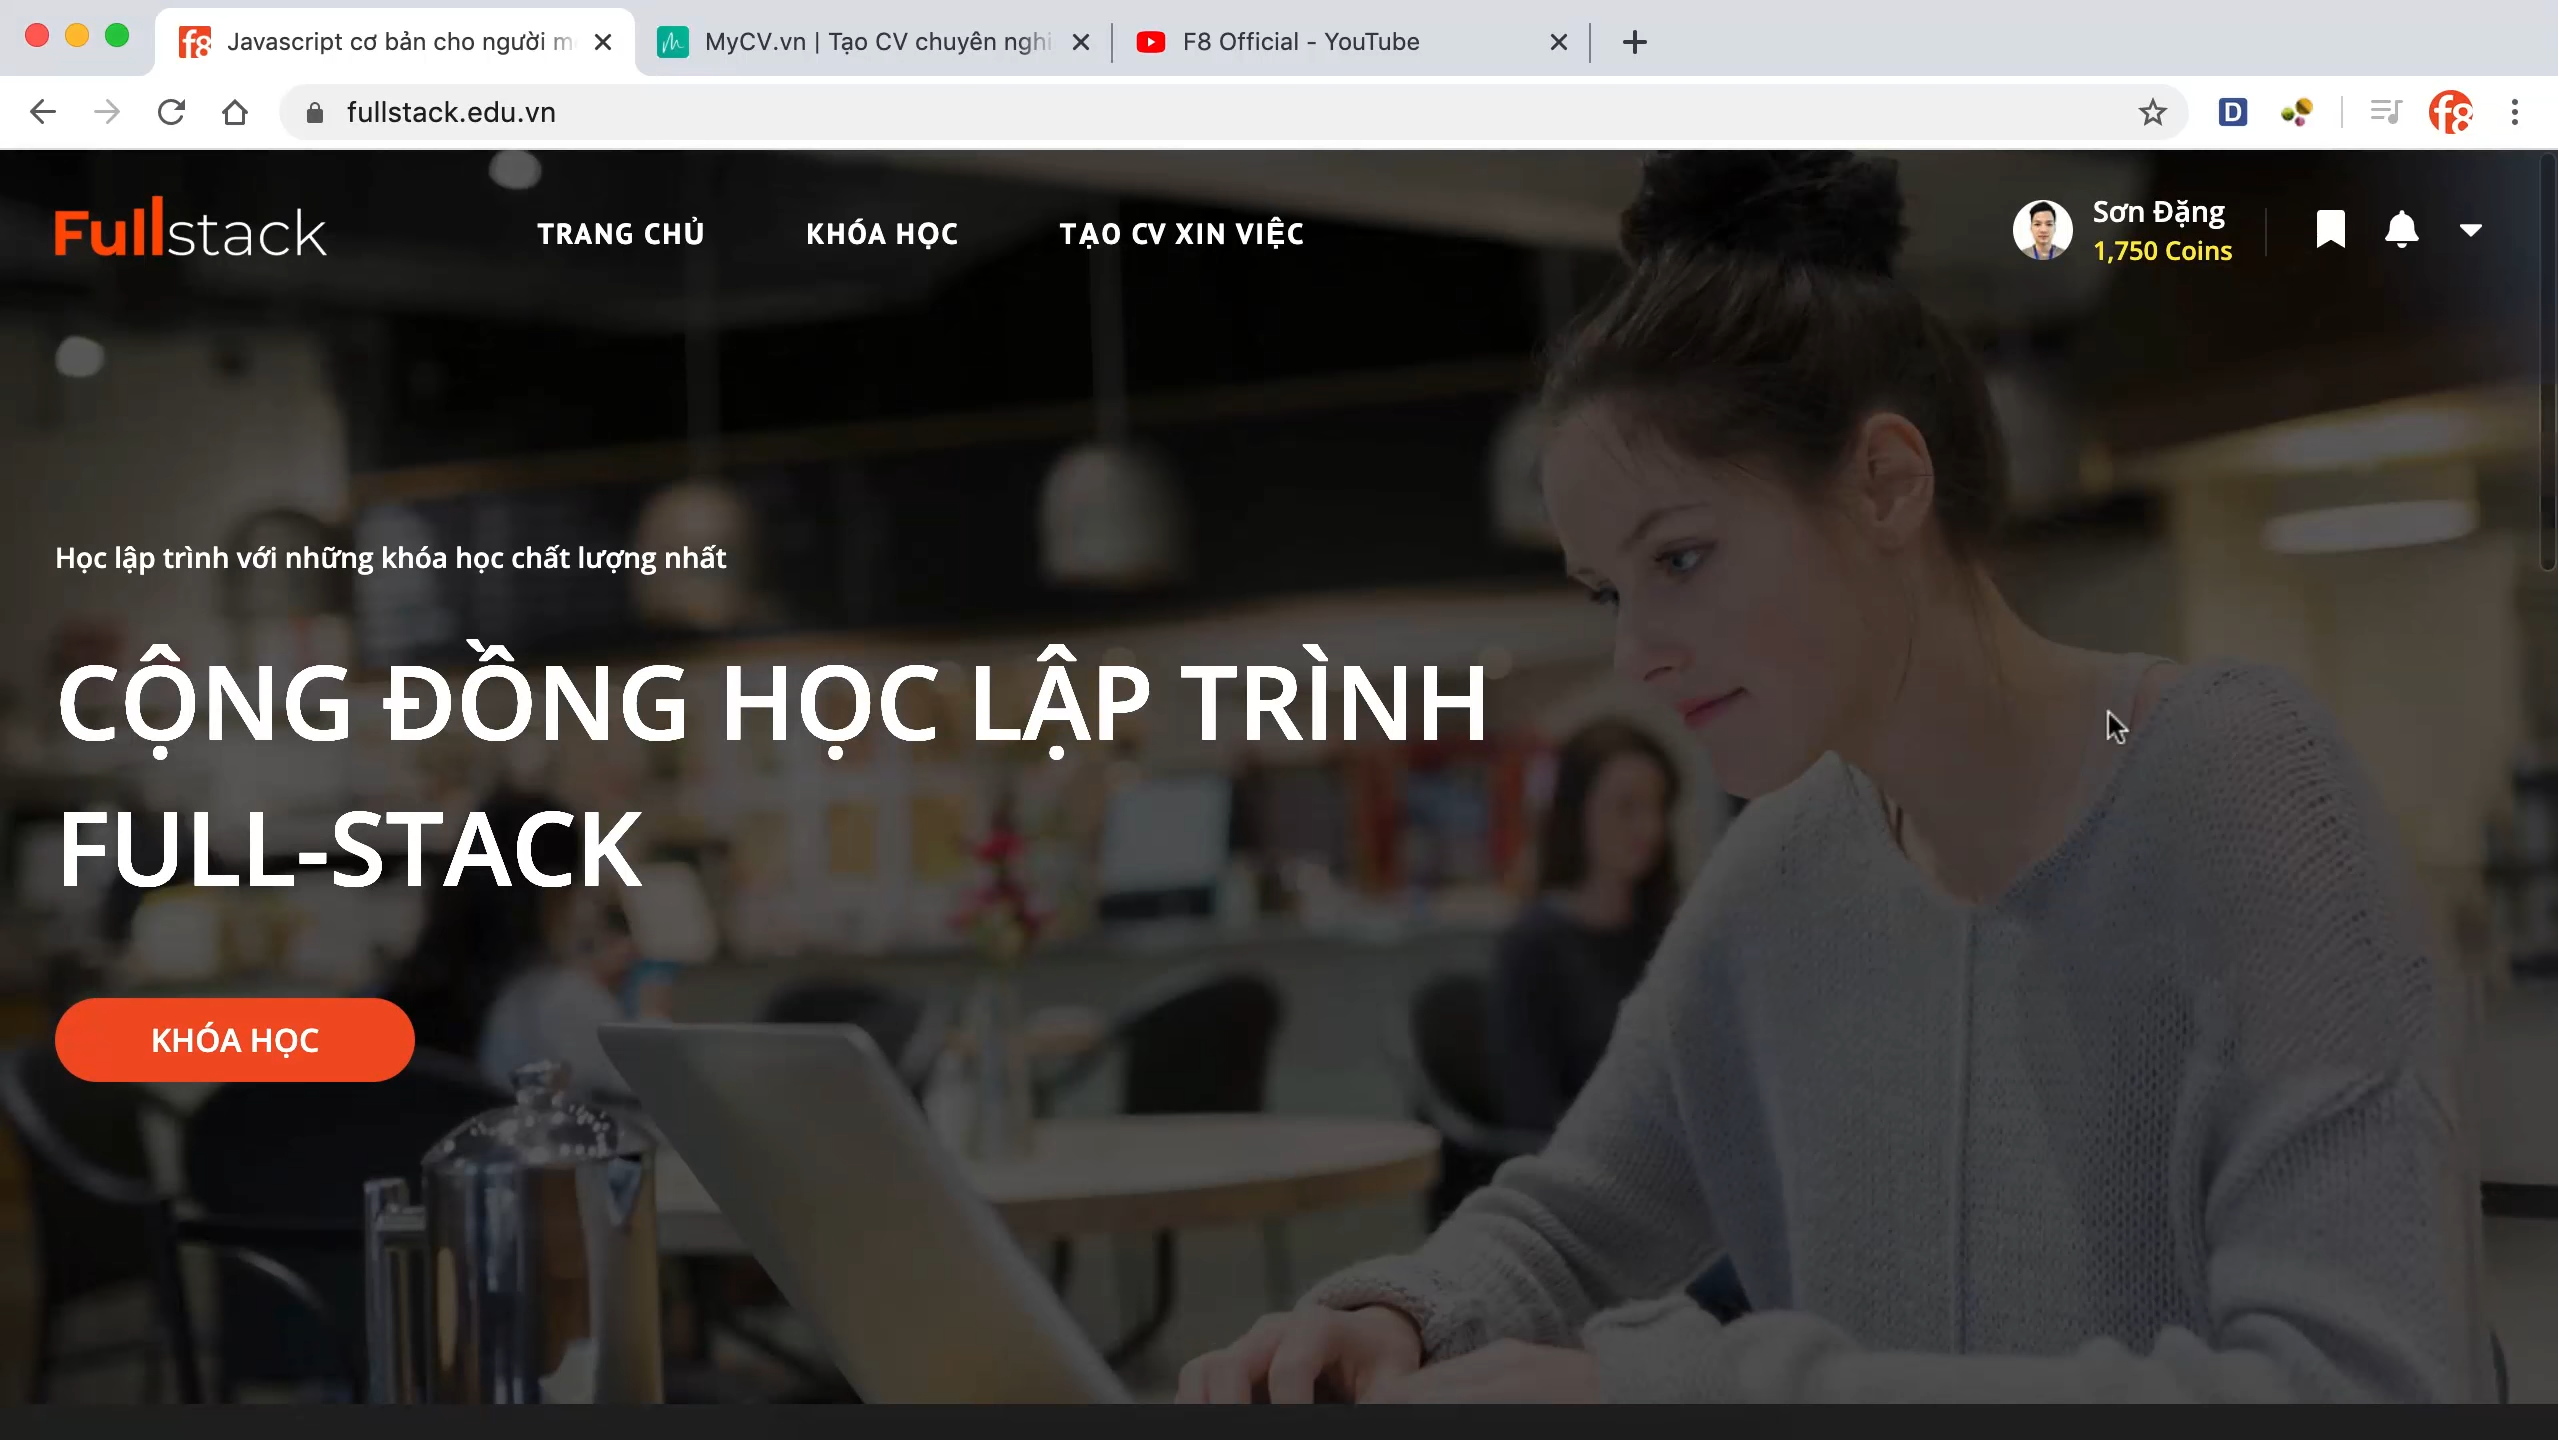 Javascript cơ bản cho người m
MyCV.vn | Tạo CV chuyên nghi
F8 Official - YouTube
fullstack.edu.vn
D
f8
Fullstack
TRANG CHỦ
KHÓA HỌC
TẠO CV XIN VIỆC
Sơn Đặng
1,750 Coins
Học lập trình với những khóa học chất lượng nhất
CỘNG ĐỒNG HỌC LẬP TRÌNH
FULL-STACK
KHÓA HỌC